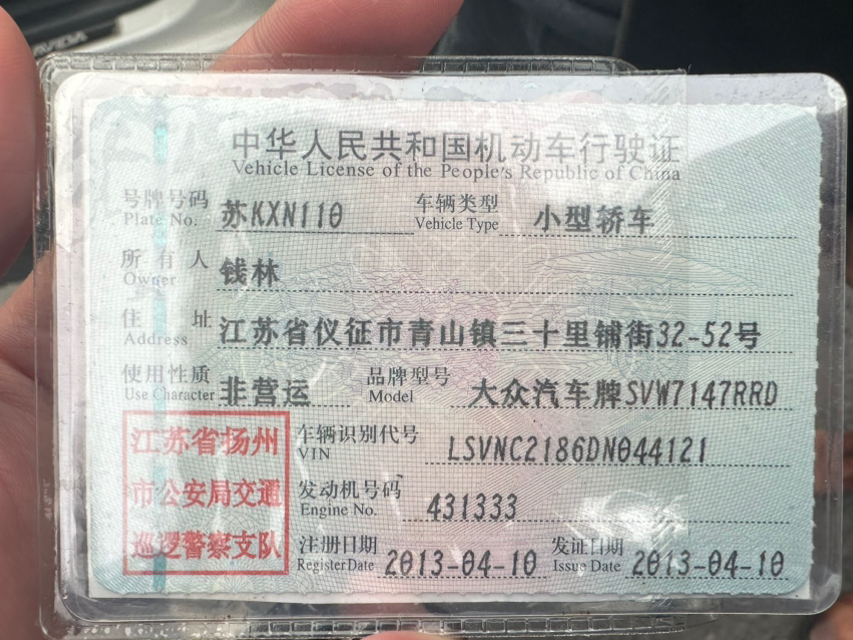 中华人民共和国机动车行驶证
Vehicle License of the People's Republic of China
号牌号码 苏KXN110 车辆类型 小型轿车
Plate No. Vehicle Type
所有人 钱林
Owner
住址 江苏省仪征市青山镇三十里铺街32-52号
Address
使用性质 非营运 品牌型号 大众汽车牌SVW7147RRD
Use Character Model
江苏省扬州
市公安局交通
巡逻警察支队
车辆识别代号 LSVNC2186DN044121
VIN
发动机号码 431333
Engine No.
注册日期 2013-04-10 发证日期 2013-04-10
Register Date Issue Date